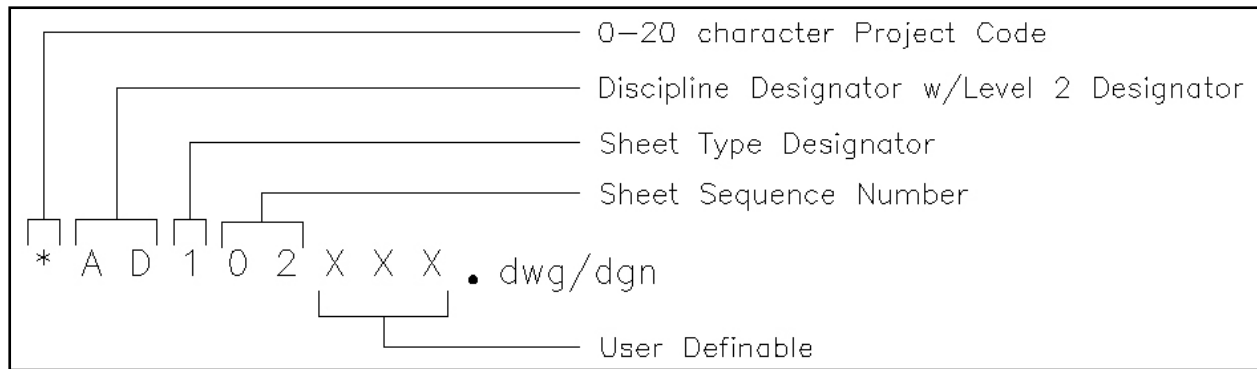 0-20 character Project Code
Discipline Designator w/Level 2 Designator
Sheet Type Designator
Sheet Sequence Number
* A D 1 0 2 X X X . dwg/dgn
User Definable